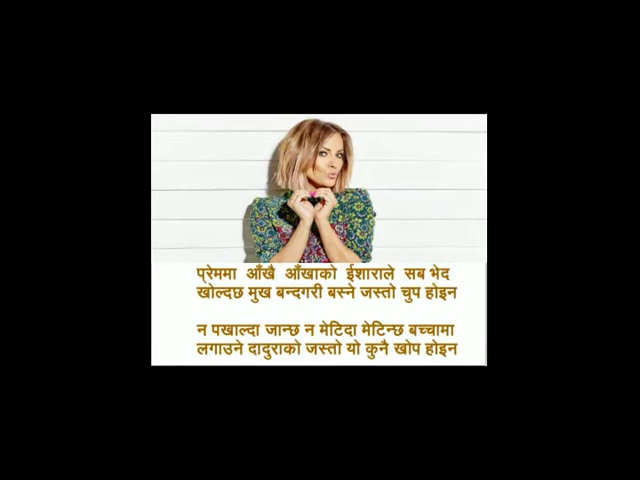 प्रेममा आँखै आँखाको ईशाराले सब भेद
खोल्दछ मुख बन्दगरी बस्ने जस्तो चुप होइन
न पखाल्दा जान्छ न मेटिदा मेटिन्छ बच्चामा
लगाउने दादुराको जस्तो यो कुनै खोप होइन